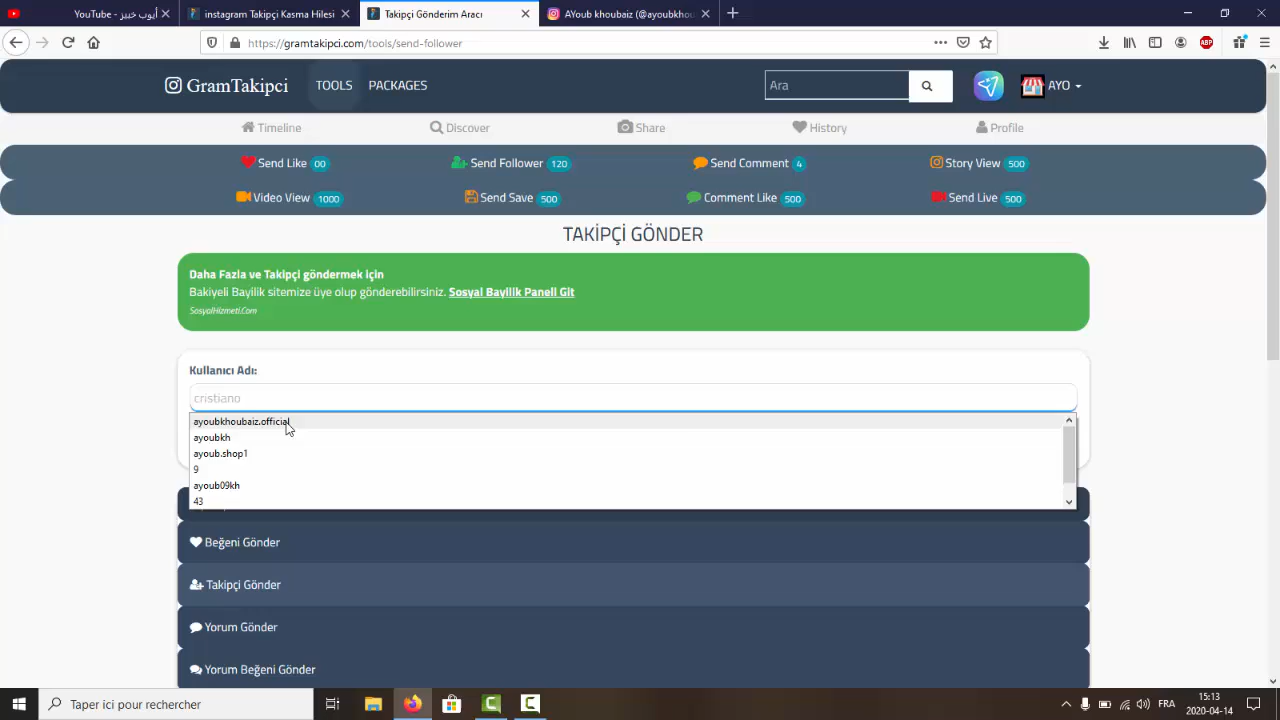 YouTube - أيوب خبيز
instagram Takipçi Kasma Hilesi
Takipçi Gönderim Aracı
AYoub khoubaiz (@ayoubkhou
https://gramtakipci.com/tools/send-follower
ABP
GramTakipci
TOOLS
PACKAGES
Ara
AYO
Timeline
Discover
Share
History
Profile
Send Like 00
Send Follower 120
Send Comment 4
Story View 500
Video View 1000
Send Save 500
Comment Like 500
Send Live 500
TAKİPÇİ GÖNDER
Daha Fazla ve Takipçi göndermek için
Bakiyeli Bayilik sitemize üye olup gönderebilirsiniz. Sosyal Bayilik Paneli Git
SosyalHizmeti.Com
Kullanıcı Adı:
cristiano
ayoubkhoubaiz.official
ayoubkh
ayoub.shop1
9
ayoub09kh
43
Beğeni Gönder
Takipçi Gönder
Yorum Gönder
Yorum Beğeni Gönder
Taper ici pour rechercher
FRA
15:13
2020-04-14